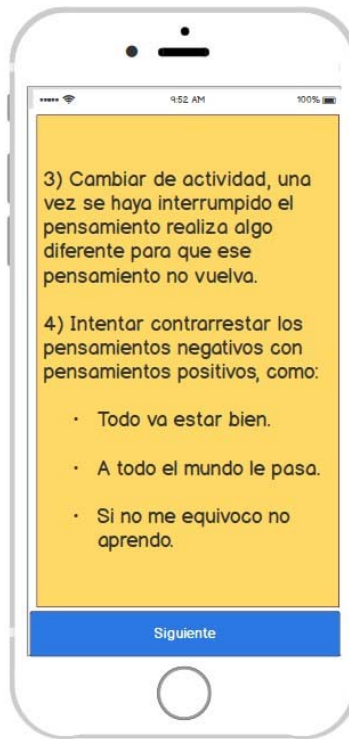 9:52 AM
100%
3) Cambiar de actividad, una
vez se haya interrumpido el
pensamiento realiza algo
diferente para que ese
pensamiento no vuelva.
4) Intentar contrarrestar los
pensamientos negativos con
pensamientos positivos, como:
· Todo va estar bien.
· A todo el mundo le pasa.
· Si no me equivoco no
aprendo.
Siguiente